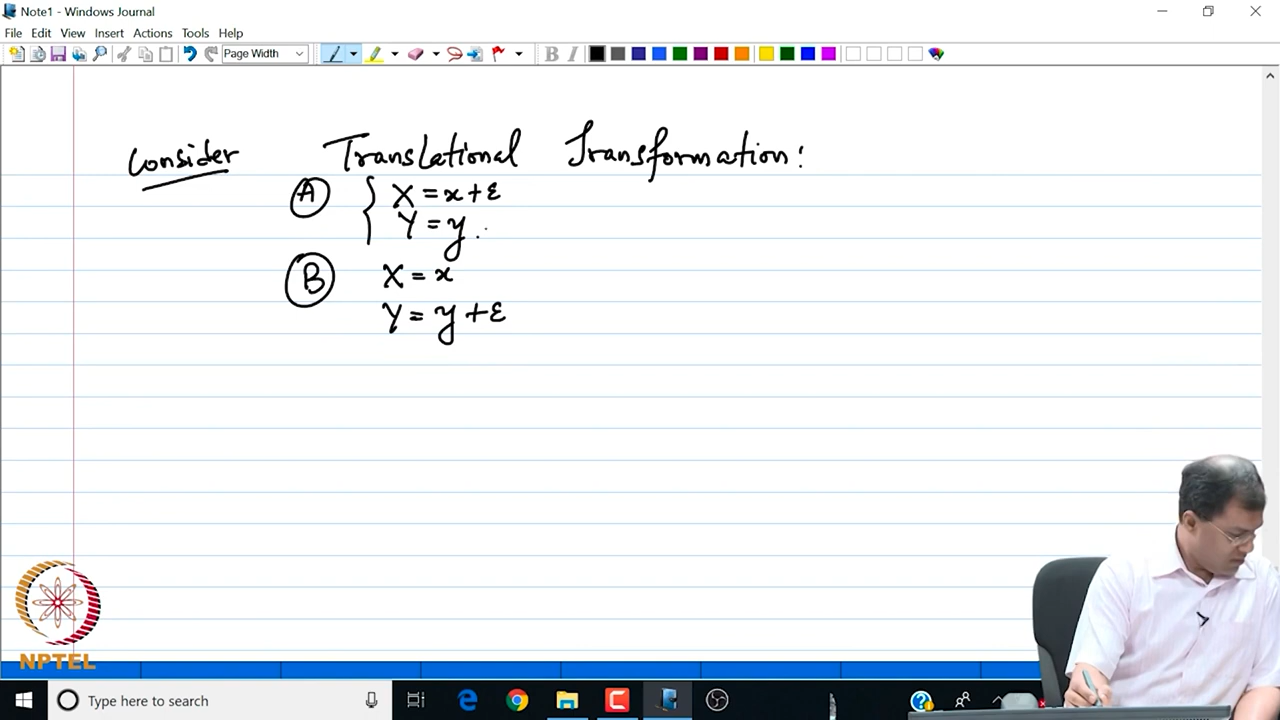 Note1 - Windows Journal
File Edit View Insert Actions Tools Help
Page Width
B I
Consider Translational Transformation:
A { X = x + ε
Y = y .
B X = x
Y = y + ε
NPTEL
Type here to search